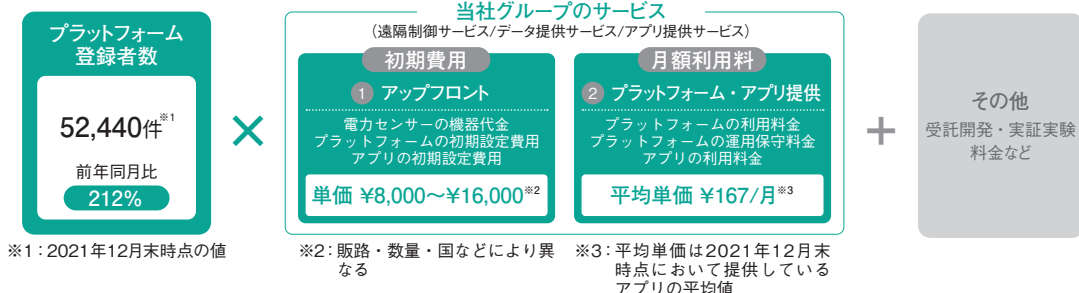 プラットフォーム
登録者数
52,440件※1
前年同月比
212%
※1：2021年12月末時点の値
×
当社グループのサービス
（遠隔制御サービス/データ提供サービス/アプリ提供サービス）
初期費用
① アップフロント
電力センサーの機器代金
プラットフォームの初期設定費用
アプリの初期設定費用
単価 ¥8,000〜¥16,000※2
※2：販路・数量・国などにより異
なる
月額利用料
② プラットフォーム・アプリ提供
プラットフォームの利用料金
プラットフォームの運用保守料金
アプリの利用料金
平均単価 ¥167/月※3
※3：平均単価は2021年12月末
時点において提供している
アプリの平均値
＋
その他
受託開発・実証実験
料金など